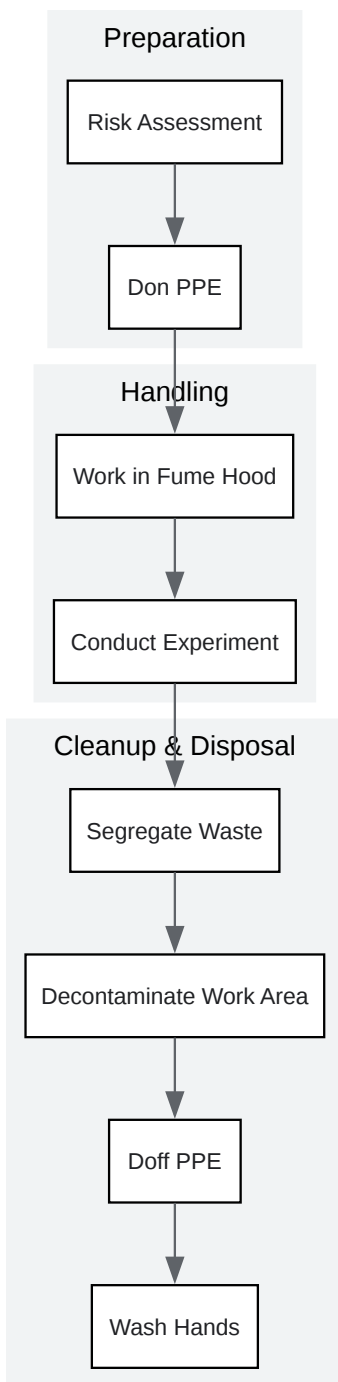 Preparation
Risk Assessment
Don PPE
Handling
Work in Fume Hood
Conduct Experiment
Cleanup & Disposal
Segregate Waste
Decontaminate Work Area
Doff PPE
Wash Hands